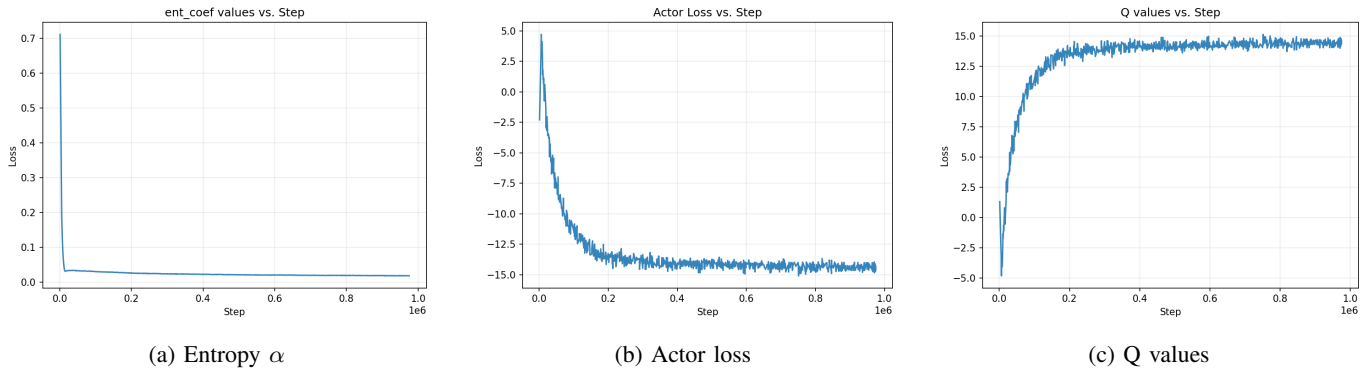 ent_coef values vs. Step
Loss
0.7
0.6
0.5
0.4
0.3
0.2
0.1
0.0
0.0 0.2 0.4 0.6 0.8 1.0
1e6
Step
(a) Entropy α
Actor Loss vs. Step
Loss
5.0
2.5
0.0
−2.5
−5.0
−7.5
−10.0
−12.5
−15.0
0.0 0.2 0.4 0.6 0.8 1.0
1e6
Step
(b) Actor loss
Q values vs. Step
Loss
15.0
12.5
10.0
7.5
5.0
2.5
0.0
−2.5
−5.0
0.0 0.2 0.4 0.6 0.8 1.0
1e6
Step
(c) Q values